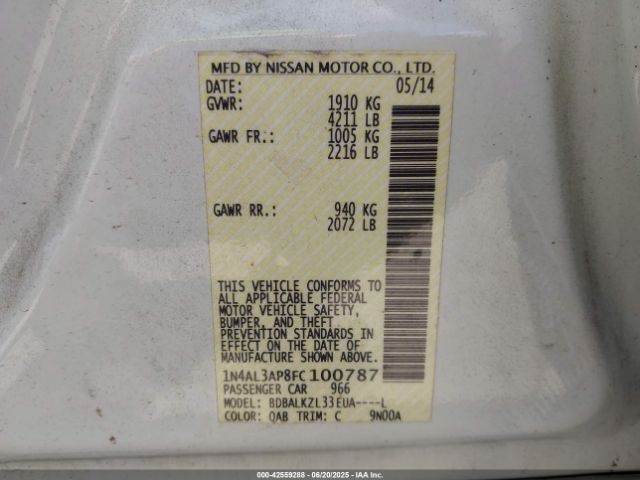 MFD BY NISSAN MOTOR CO., LTD.
DATE: 05/14
GVWR: 1910 KG
4211 LB
GAWR FR.: 1005 KG
2216 LB
GAWR RR.: 940 KG
2072 LB
THIS VEHICLE CONFORMS TO
ALL APPLICABLE FEDERAL
MOTOR VEHICLE SAFETY,
BUMPER, AND THEFT
PREVENTION STANDARDS IN
EFFECT ON THE DATE OF
MANUFACTURE SHOWN ABOVE.
1N4AL3AP8FC100787
PASSENGER CAR 966
MODEL: BDBALKZL33EUA----L
COLOR: QAB TRIM: C 9N00A
000-42559288 - 06/20/2025 - IAAI.COM